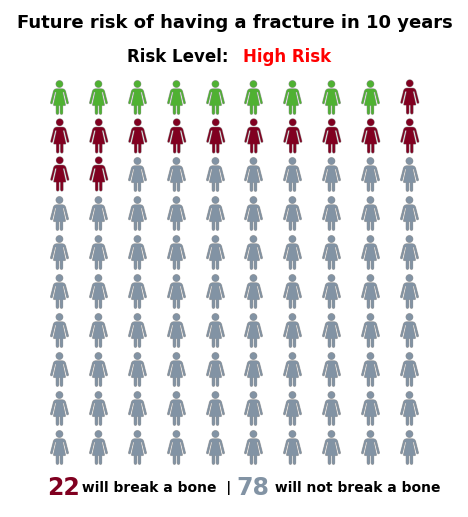 Future risk of having a fracture in 10 years
Risk Level: High Risk
22 will break a bone | 78 will not break a bone